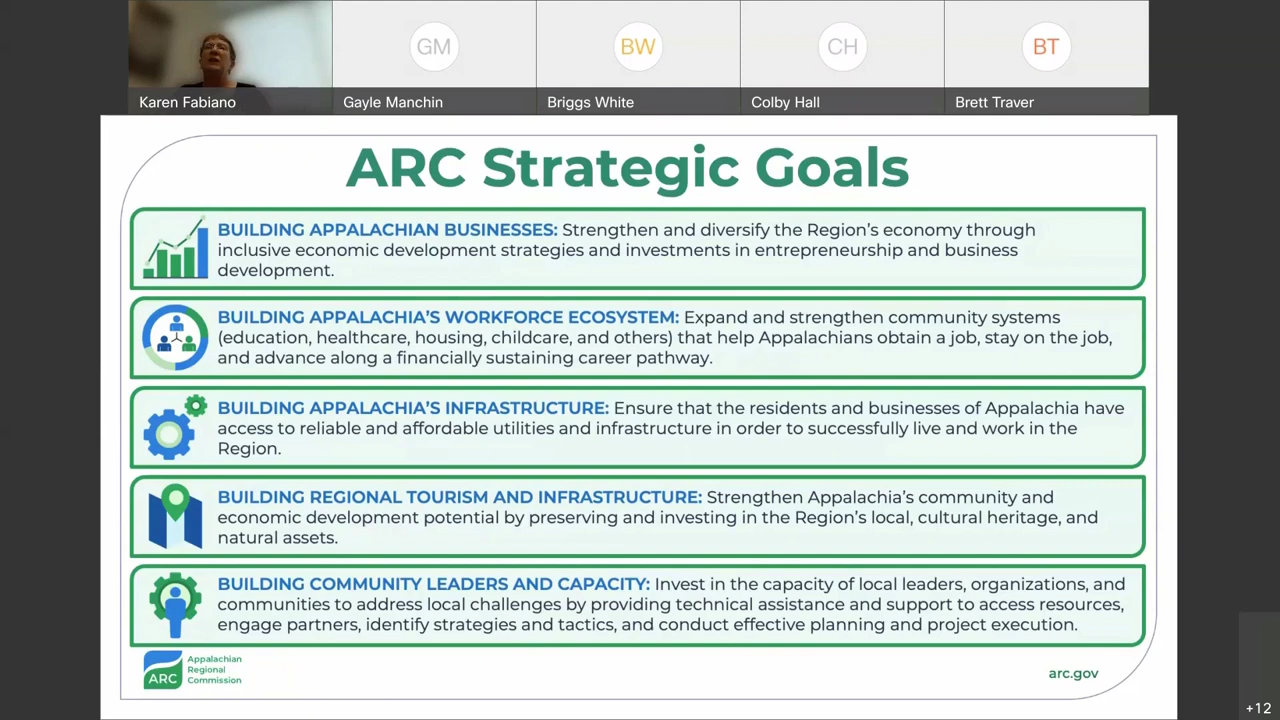 GM
BW
CH
BT
Karen Fabiano
Gayle Manchin
Briggs White
Colby Hall
Brett Traver
ARC Strategic Goals
BUILDING APPALACHIAN BUSINESSES: Strengthen and diversify the Region's economy through
inclusive economic development strategies and investments in entrepreneurship and business
development.
BUILDING APPALACHIA'S WORKFORCE ECOSYSTEM: Expand and strengthen community systems
(education, healthcare, housing, childcare, and others) that help Appalachians obtain a job, stay on the job,
and advance along a financially sustaining career pathway.
BUILDING APPALACHIA'S INFRASTRUCTURE: Ensure that the residents and businesses of Appalachia have
access to reliable and affordable utilities and infrastructure in order to successfully live and work in the
Region.
BUILDING REGIONAL TOURISM AND INFRASTRUCTURE: Strengthen Appalachia's community and
economic development potential by preserving and investing in the Region's local, cultural heritage, and
natural assets.
BUILDING COMMUNITY LEADERS AND CAPACITY: Invest in the capacity of local leaders, organizations, and
communities to address local challenges by providing technical assistance and support to access resources,
engage partners, identify strategies and tactics, and conduct effective planning and project execution.
ARC
Appalachian
Regional
Commission
arc.gov
+12